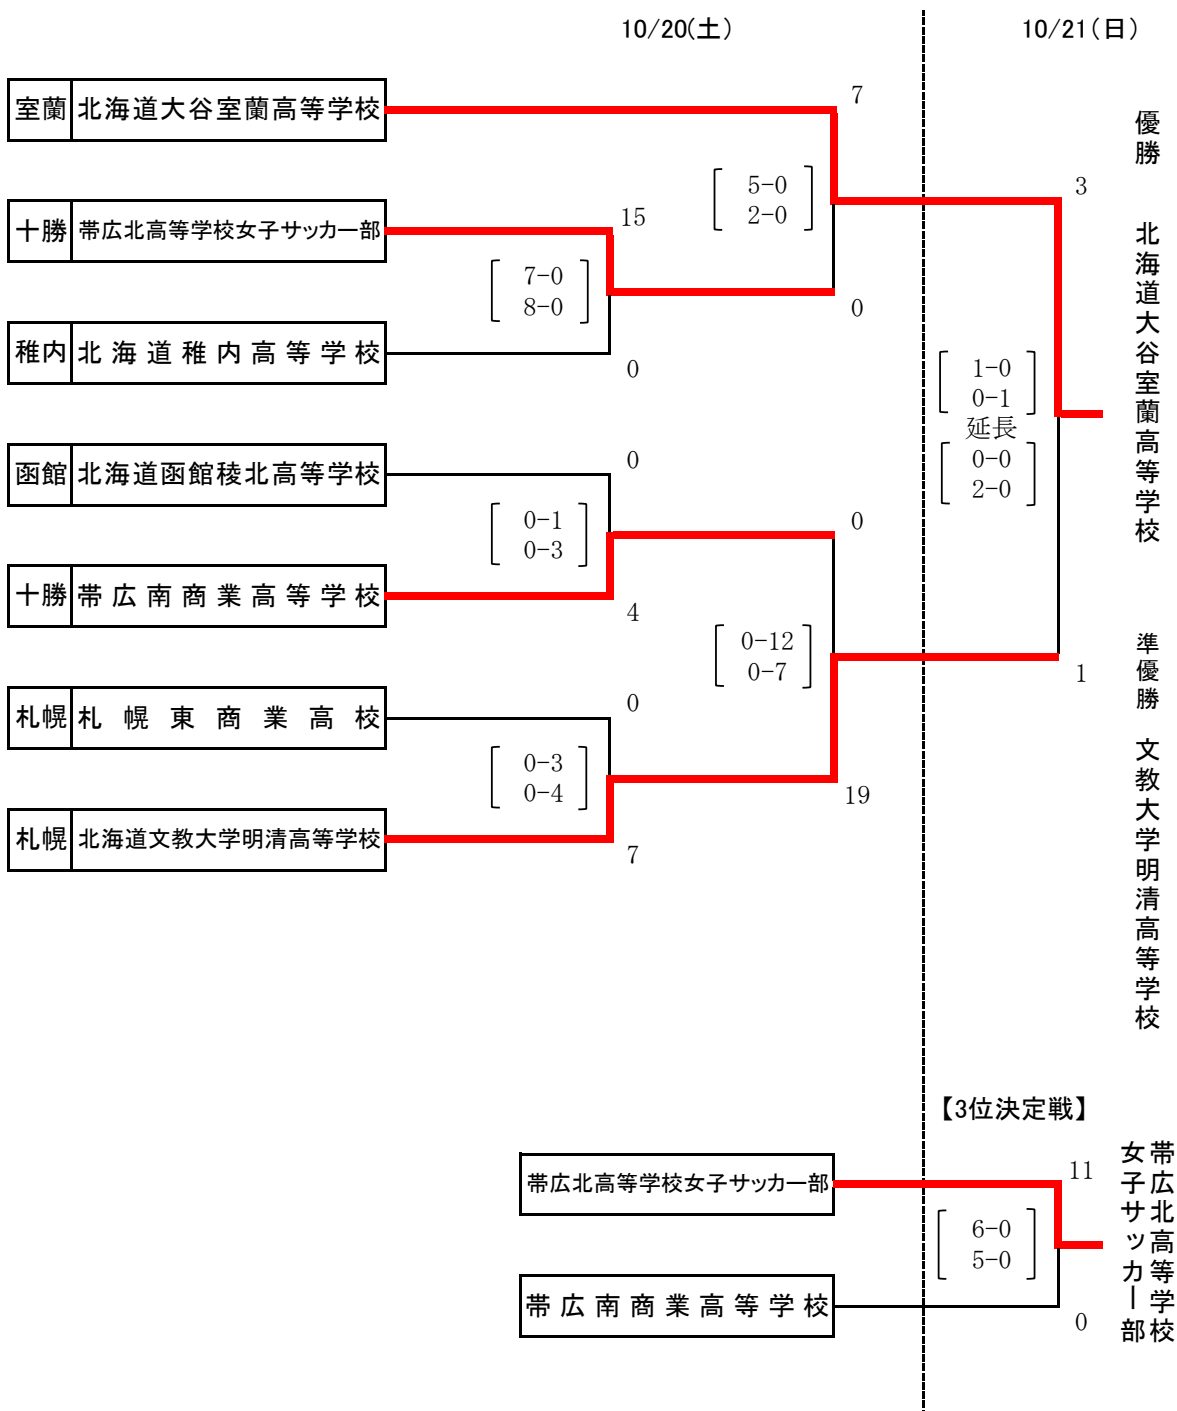 10/20(土)
10/21(日)
室蘭 北海道大谷室蘭高等学校
7
5-0
2-0
3
十勝 帯広北高等学校女子サッカー部
15
7-0
8-0
0
稚内 北海道稚内高等学校
0
1-0
0-1
延長
0-0
2-0
函館 北海道函館稜北高等学校
0
0-1
0-3
0
十勝 帯広南商業高等学校
4
0-12
0-7
1
札幌 札幌東商業高校
0
0-3
0-4
19
札幌 北海道文教大学明清高等学校
7
優勝 北海道大谷室蘭高等学校
準優勝 文教大学明清高等学校
【3位決定戦】
帯広北高等学校女子サッカー部
11
6-0
5-0
帯広南商業高等学校
0
帯広北高等学校
女子サッカー部